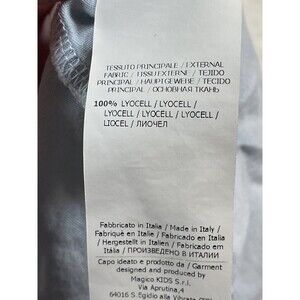 TESSUTO PRINCIPALE / EXTERNAL
FABRIC / TISSU EXTERNE / TEJIDO
PRINCIPAL / HAUPTGEWEBE / TECIDO
PRINCIPAL / ОСНОВНАЯ ТКАНЬ
100% LYOCELL / LYOCELL /
LYOCELL / LYOCELL / LYOCELL /
LIOCEL / ЛИОЧЕЛ
Fabbricato in Italia / Made in Italy /
Fabriqué en Italie / Fabricado en Italia
/ Hergestellt in Italien / Fabricado em
Itália / ПРОИЗВЕДЕНО В ИТАЛИИ
Capo ideato e prodotto da / Garment
designed and produced by
Magico KIDS S.r.l.
Via Aprutina,4
64016 S.Egidio alla Vibrata (TE)